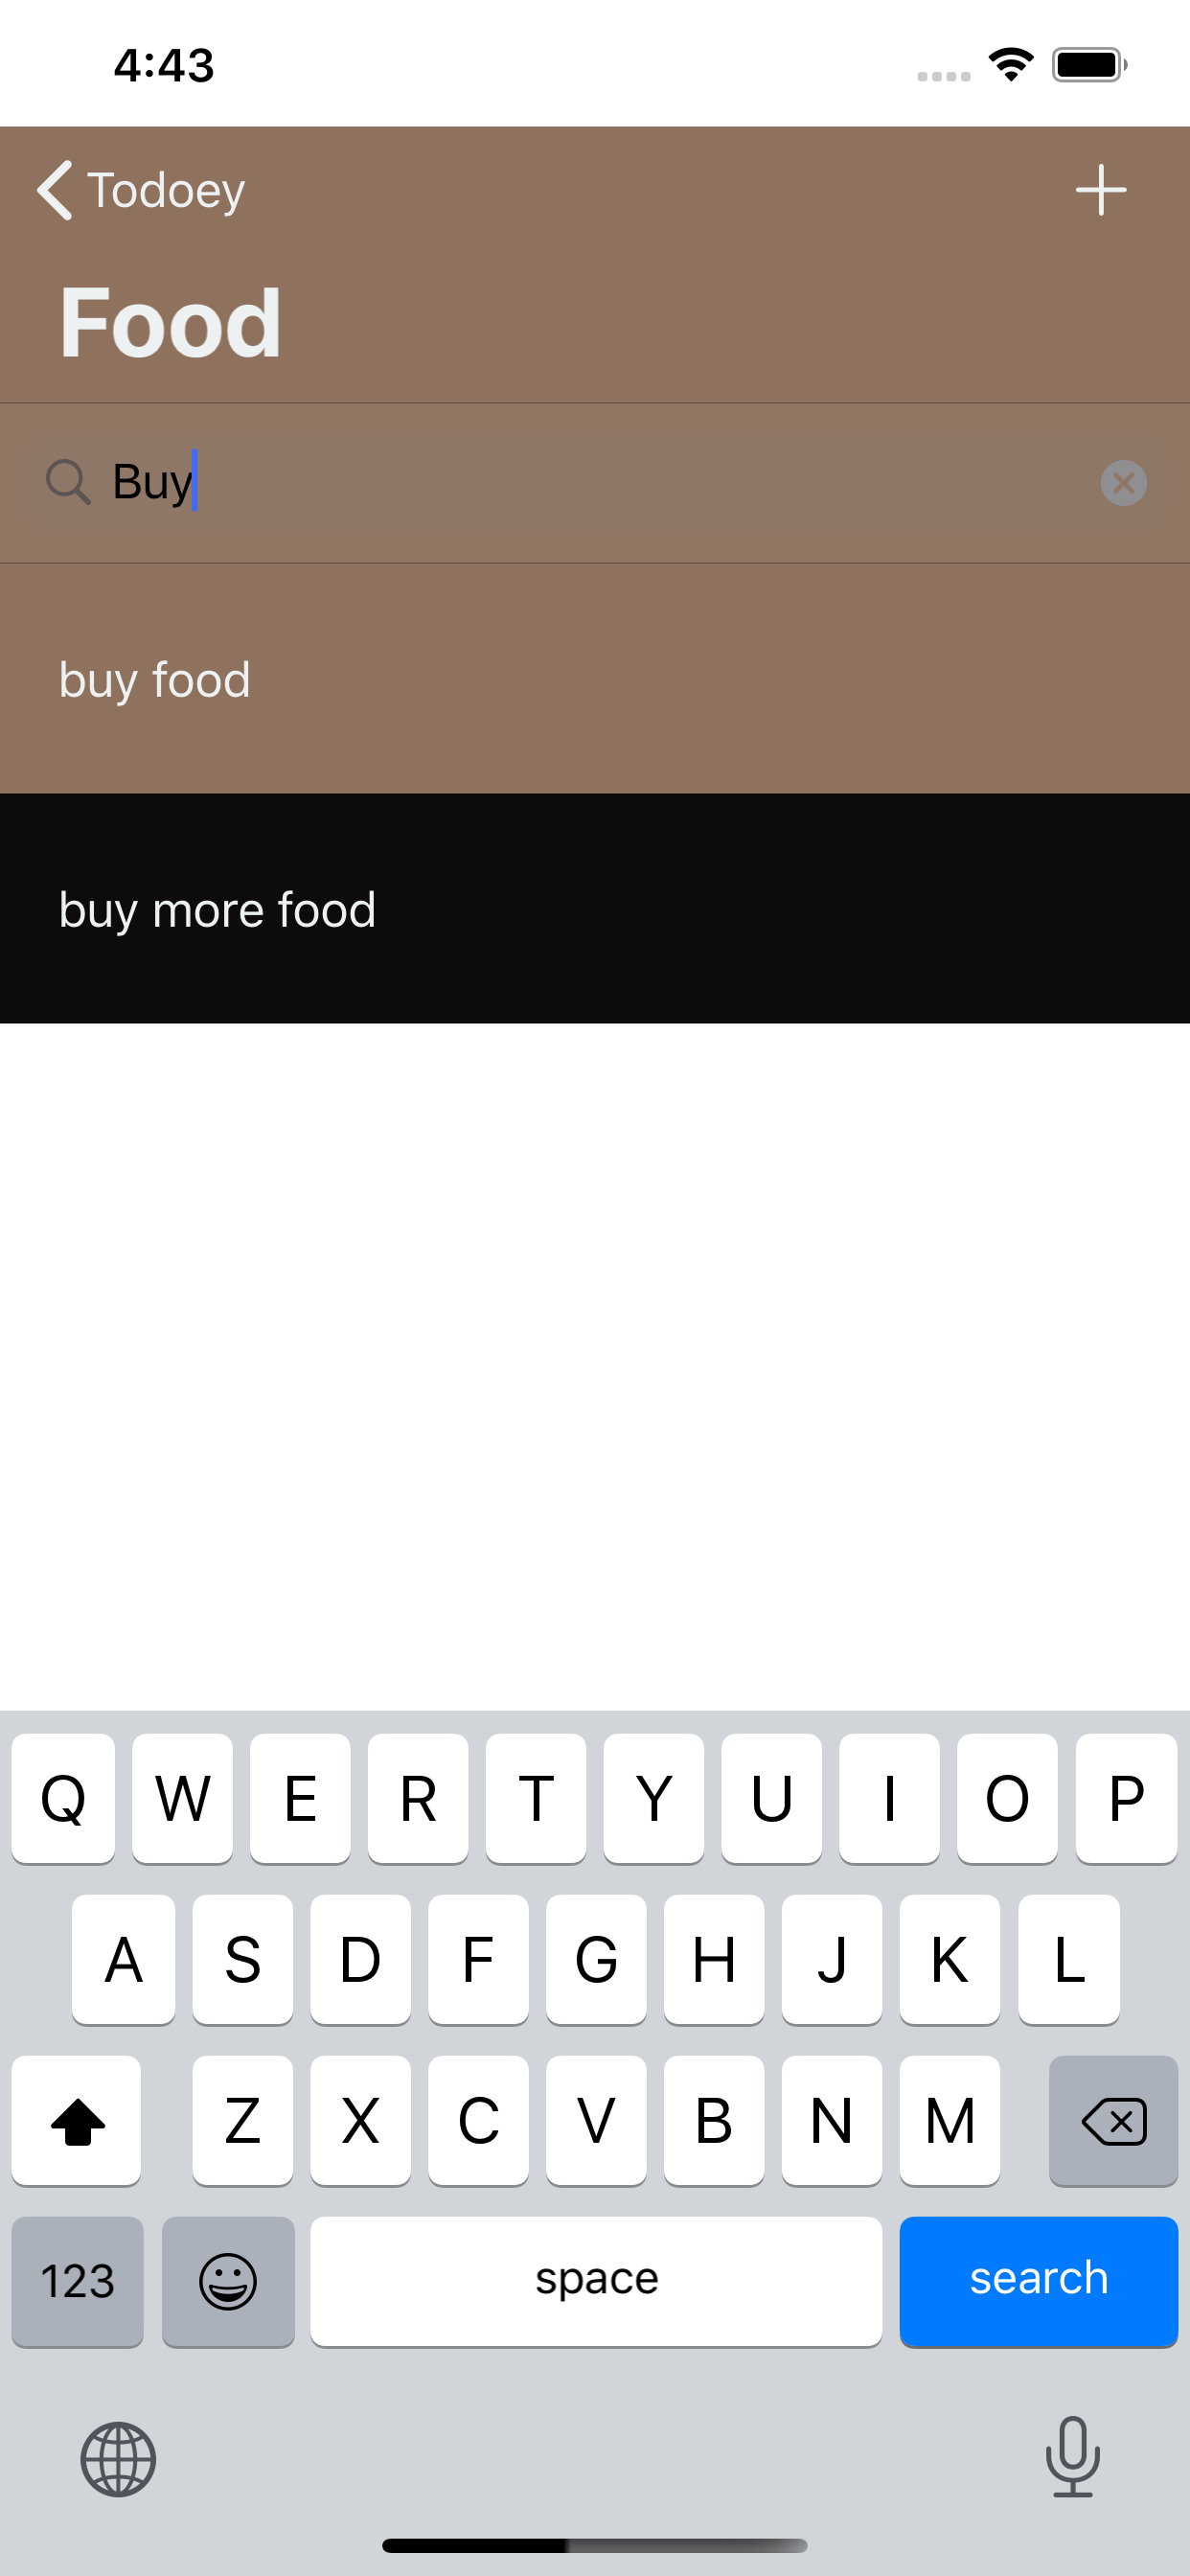 4:43
Todoey
Food
Buy
buy food
buy more food
Q W E R T Y U I O P
A S D F G H J K L
Z X C V B N M
123 space search